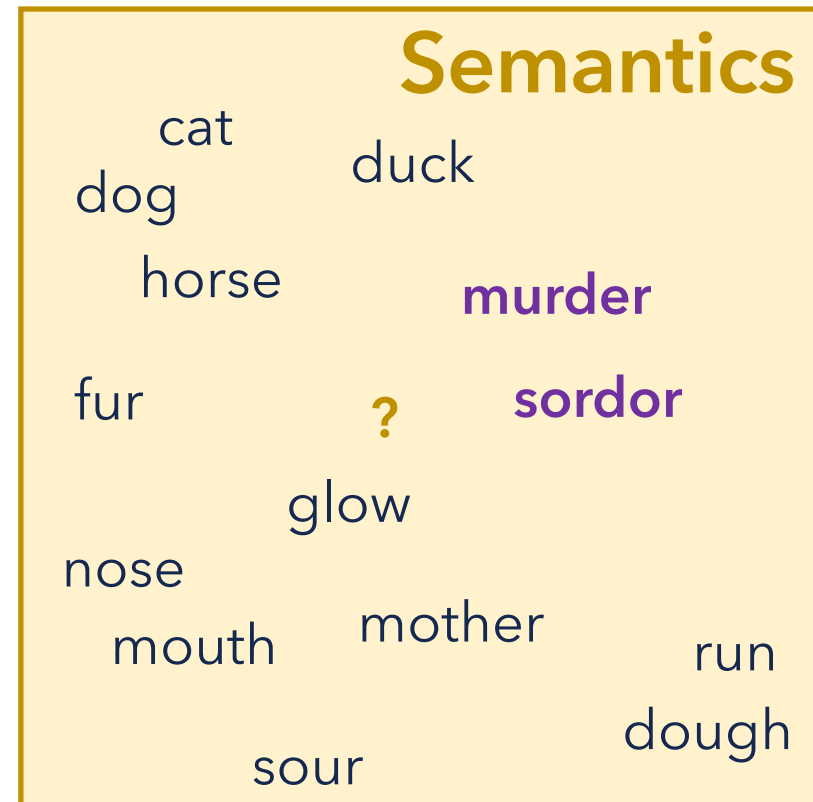 Semantics
cat
duck
dog
horse
murder
fur
?
sordor
glow
nose
mother
mouth
run
dough
sour